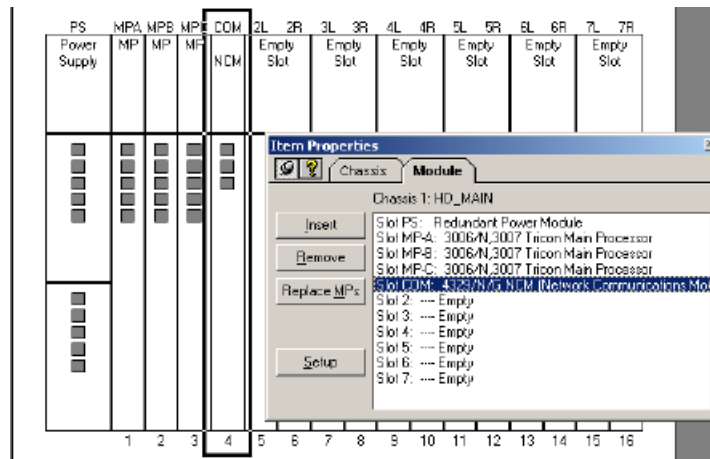 PS MPA MPB MP COM 2L 2R 3L 3R 4L 4R 5L 5R 6L 6R 7L 7R
Power MP MP MP NCM Empty Empty Empty Empty Empty Empty
Supply Slot Slot Slot Slot Slot Slot
Item Properties
Chassis Module
Chassis 1: HD_MAIN
Insert
Remove
Replace MPs
Setup
Slot PS: Redundant Power Module
Slot MP-A: 3006/N,3007 Tricon Main Processor
Slot MP-B: 3006/N,3007 Tricon Main Processor
Slot MP-C: 3006/N,3007 Tricon Main Processor
Slot COM: 4329/N/G NCM (Network Communications Mo
Slot 2: --- Empty
Slot 3: --- Empty
Slot 4: --- Empty
Slot 5: --- Empty
Slot 6: --- Empty
Slot 7: --- Empty
1 2 3 4 5 6 7 8 9 10 11 12 13 14 15 16